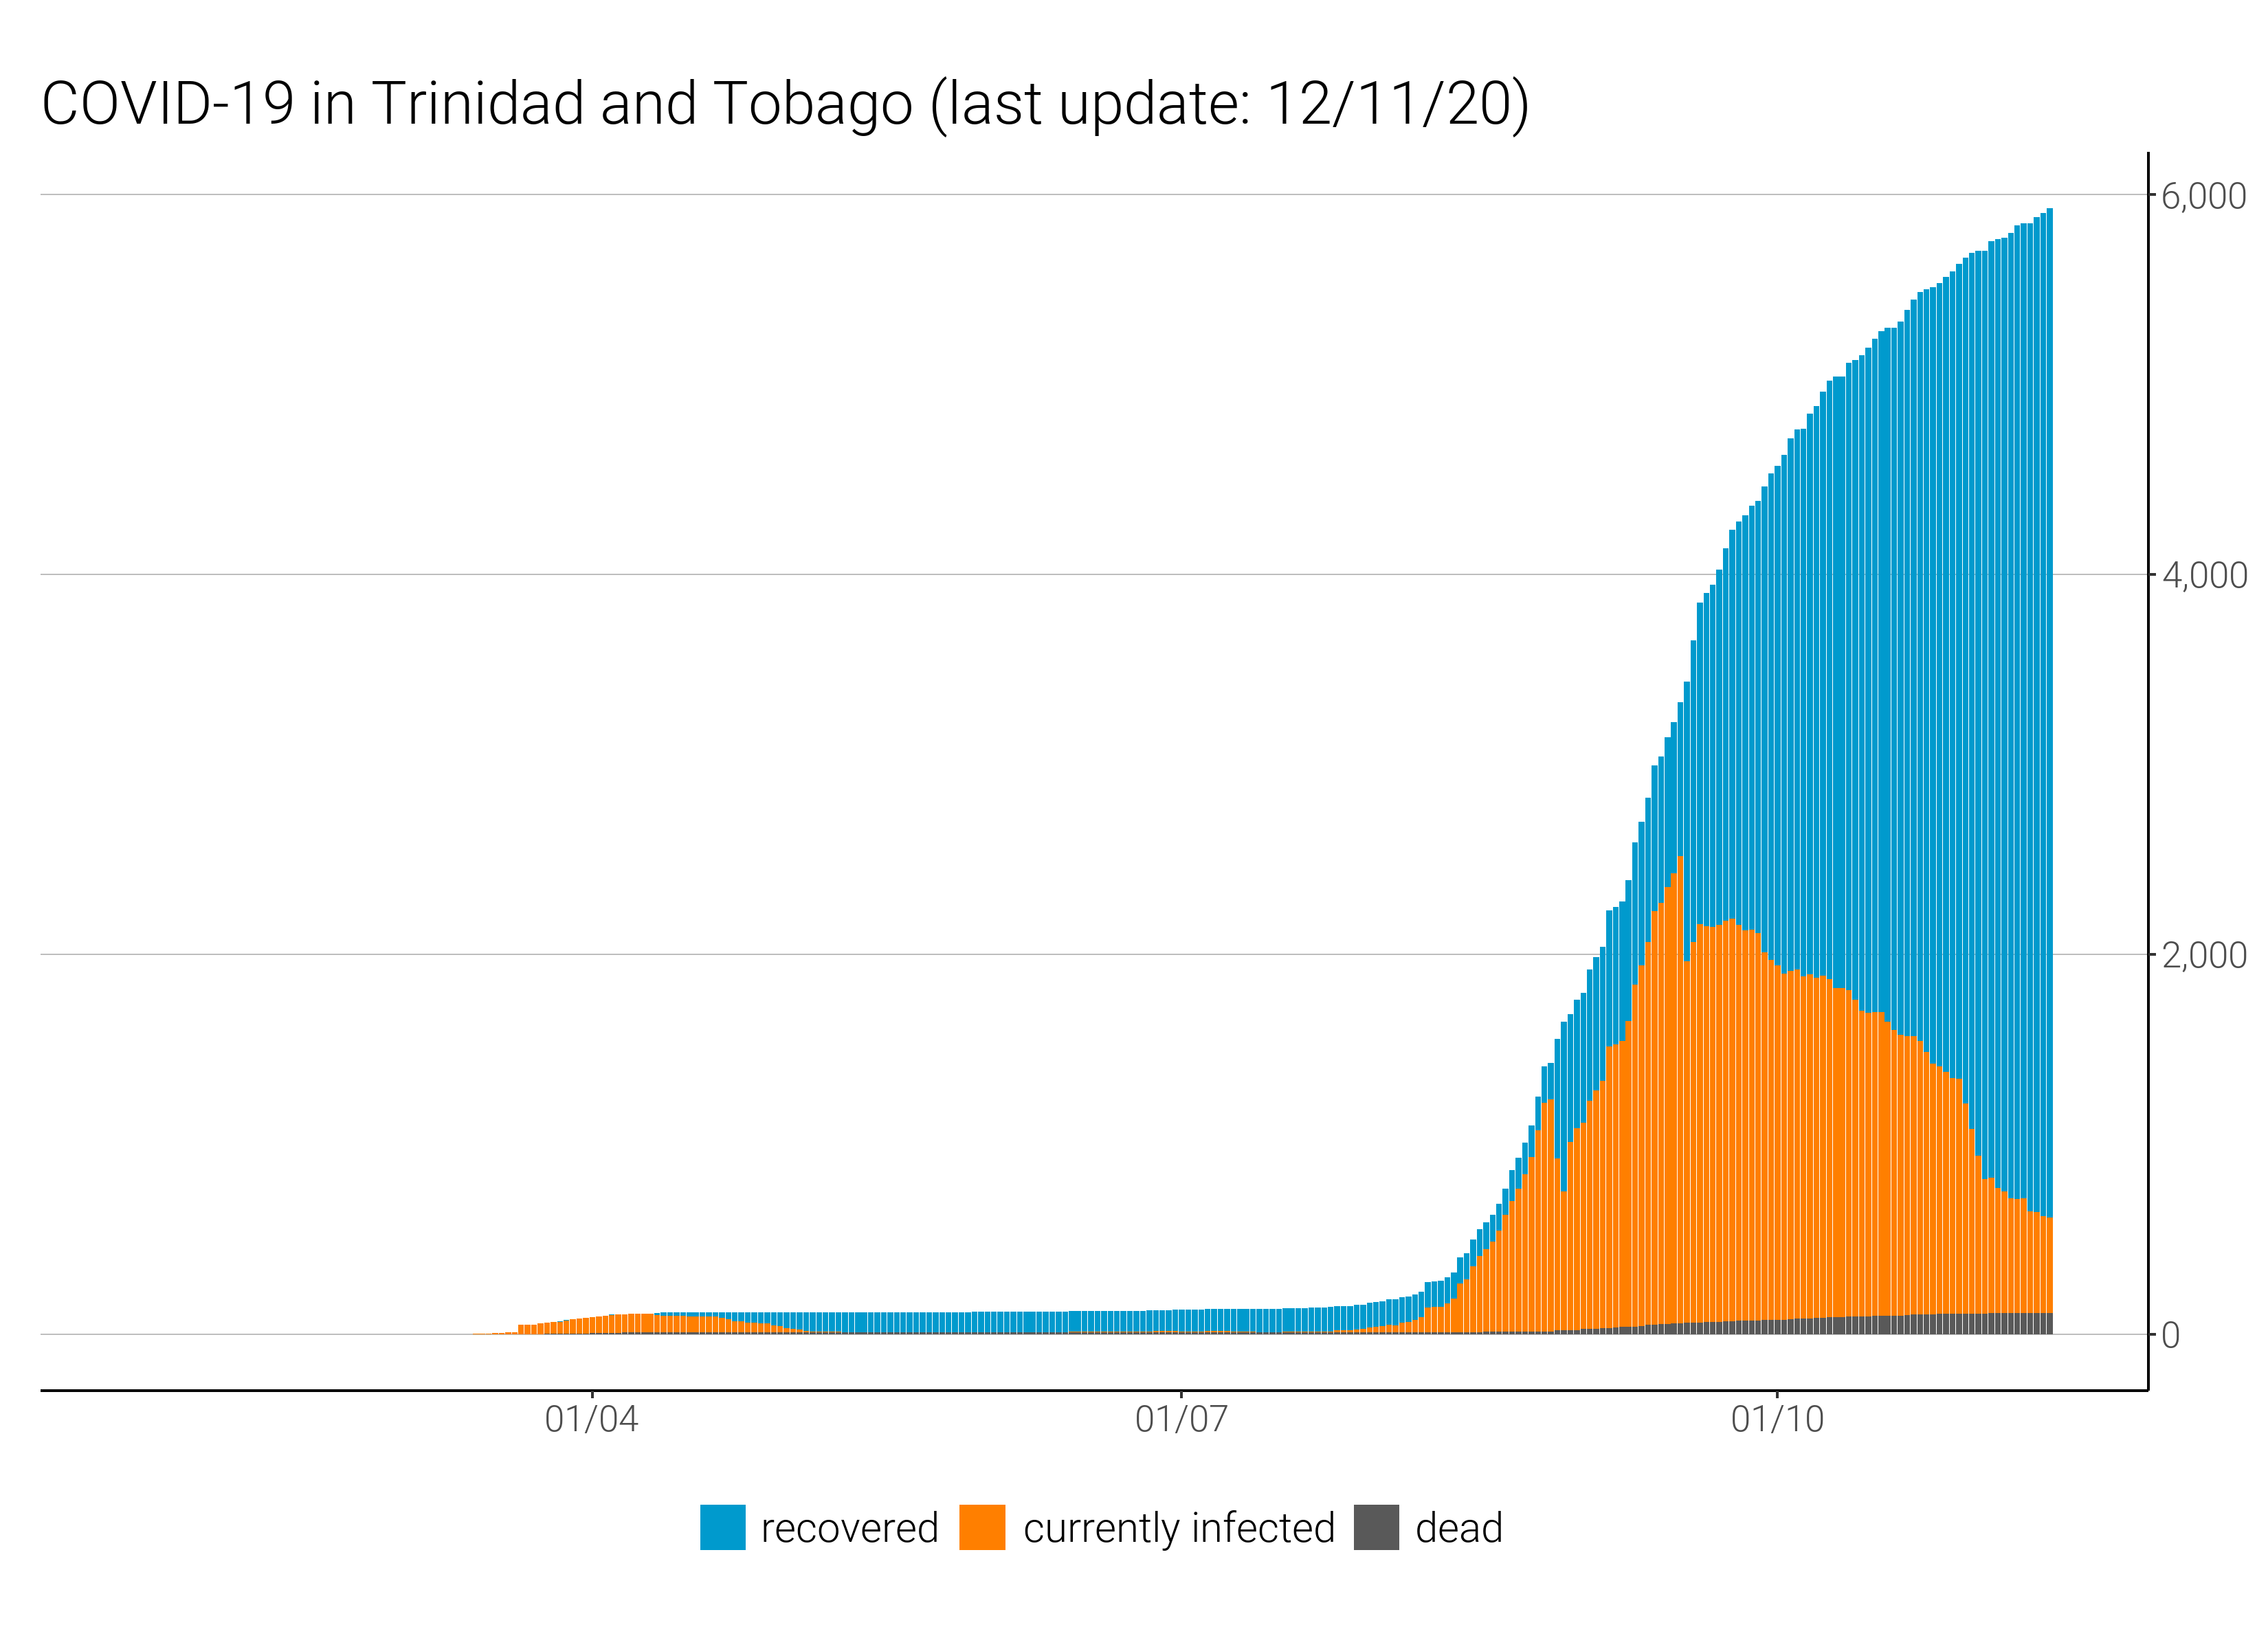 COVID-19 in Trinidad and Tobago (last update: 12/11/20)
6,000
4,000
2,000
0
01/04 01/07 01/10
recovered currently infected dead